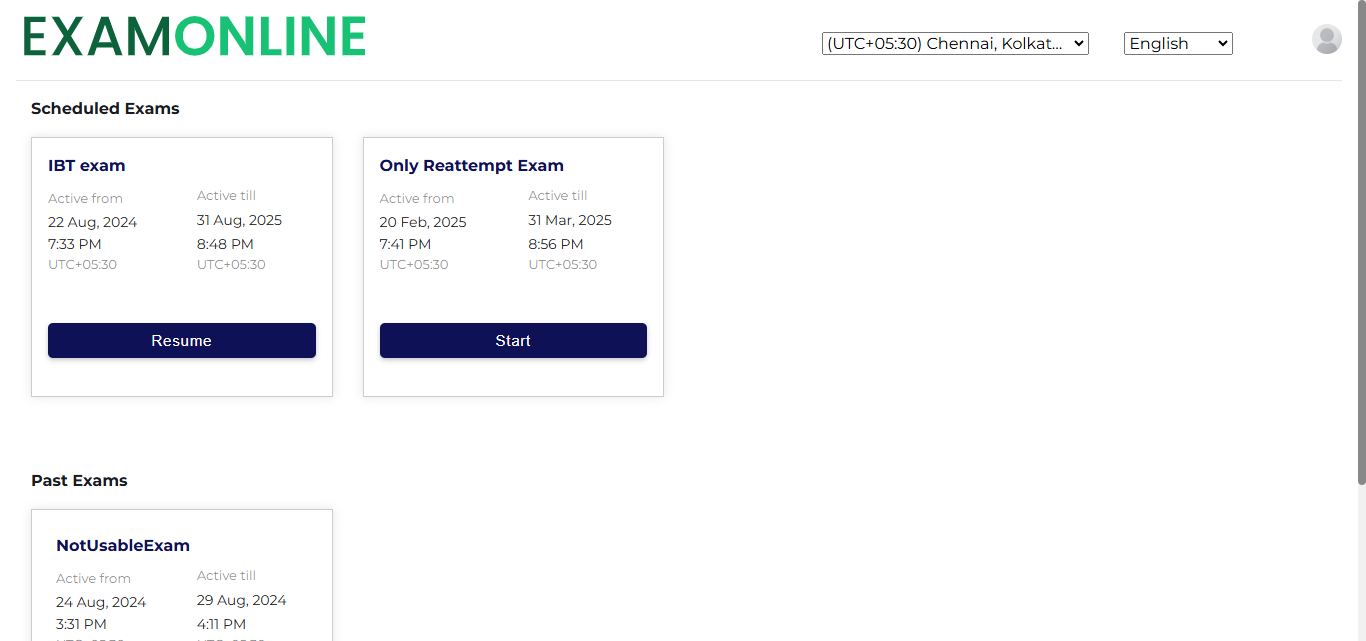 EXAMONLINE
(UTC+05:30) Chennai, Kolkat...
English
Scheduled Exams
IBT exam
Active from
Active till
22 Aug, 2024
31 Aug, 2025
7:33 PM
8:48 PM
UTC+05:30
UTC+05:30
Resume
Only Reattempt Exam
Active from
Active till
20 Feb, 2025
31 Mar, 2025
7:41 PM
8:56 PM
UTC+05:30
UTC+05:30
Start
Past Exams
NotUsableExam
Active from
Active till
24 Aug, 2024
29 Aug, 2024
3:31 PM
4:11 PM